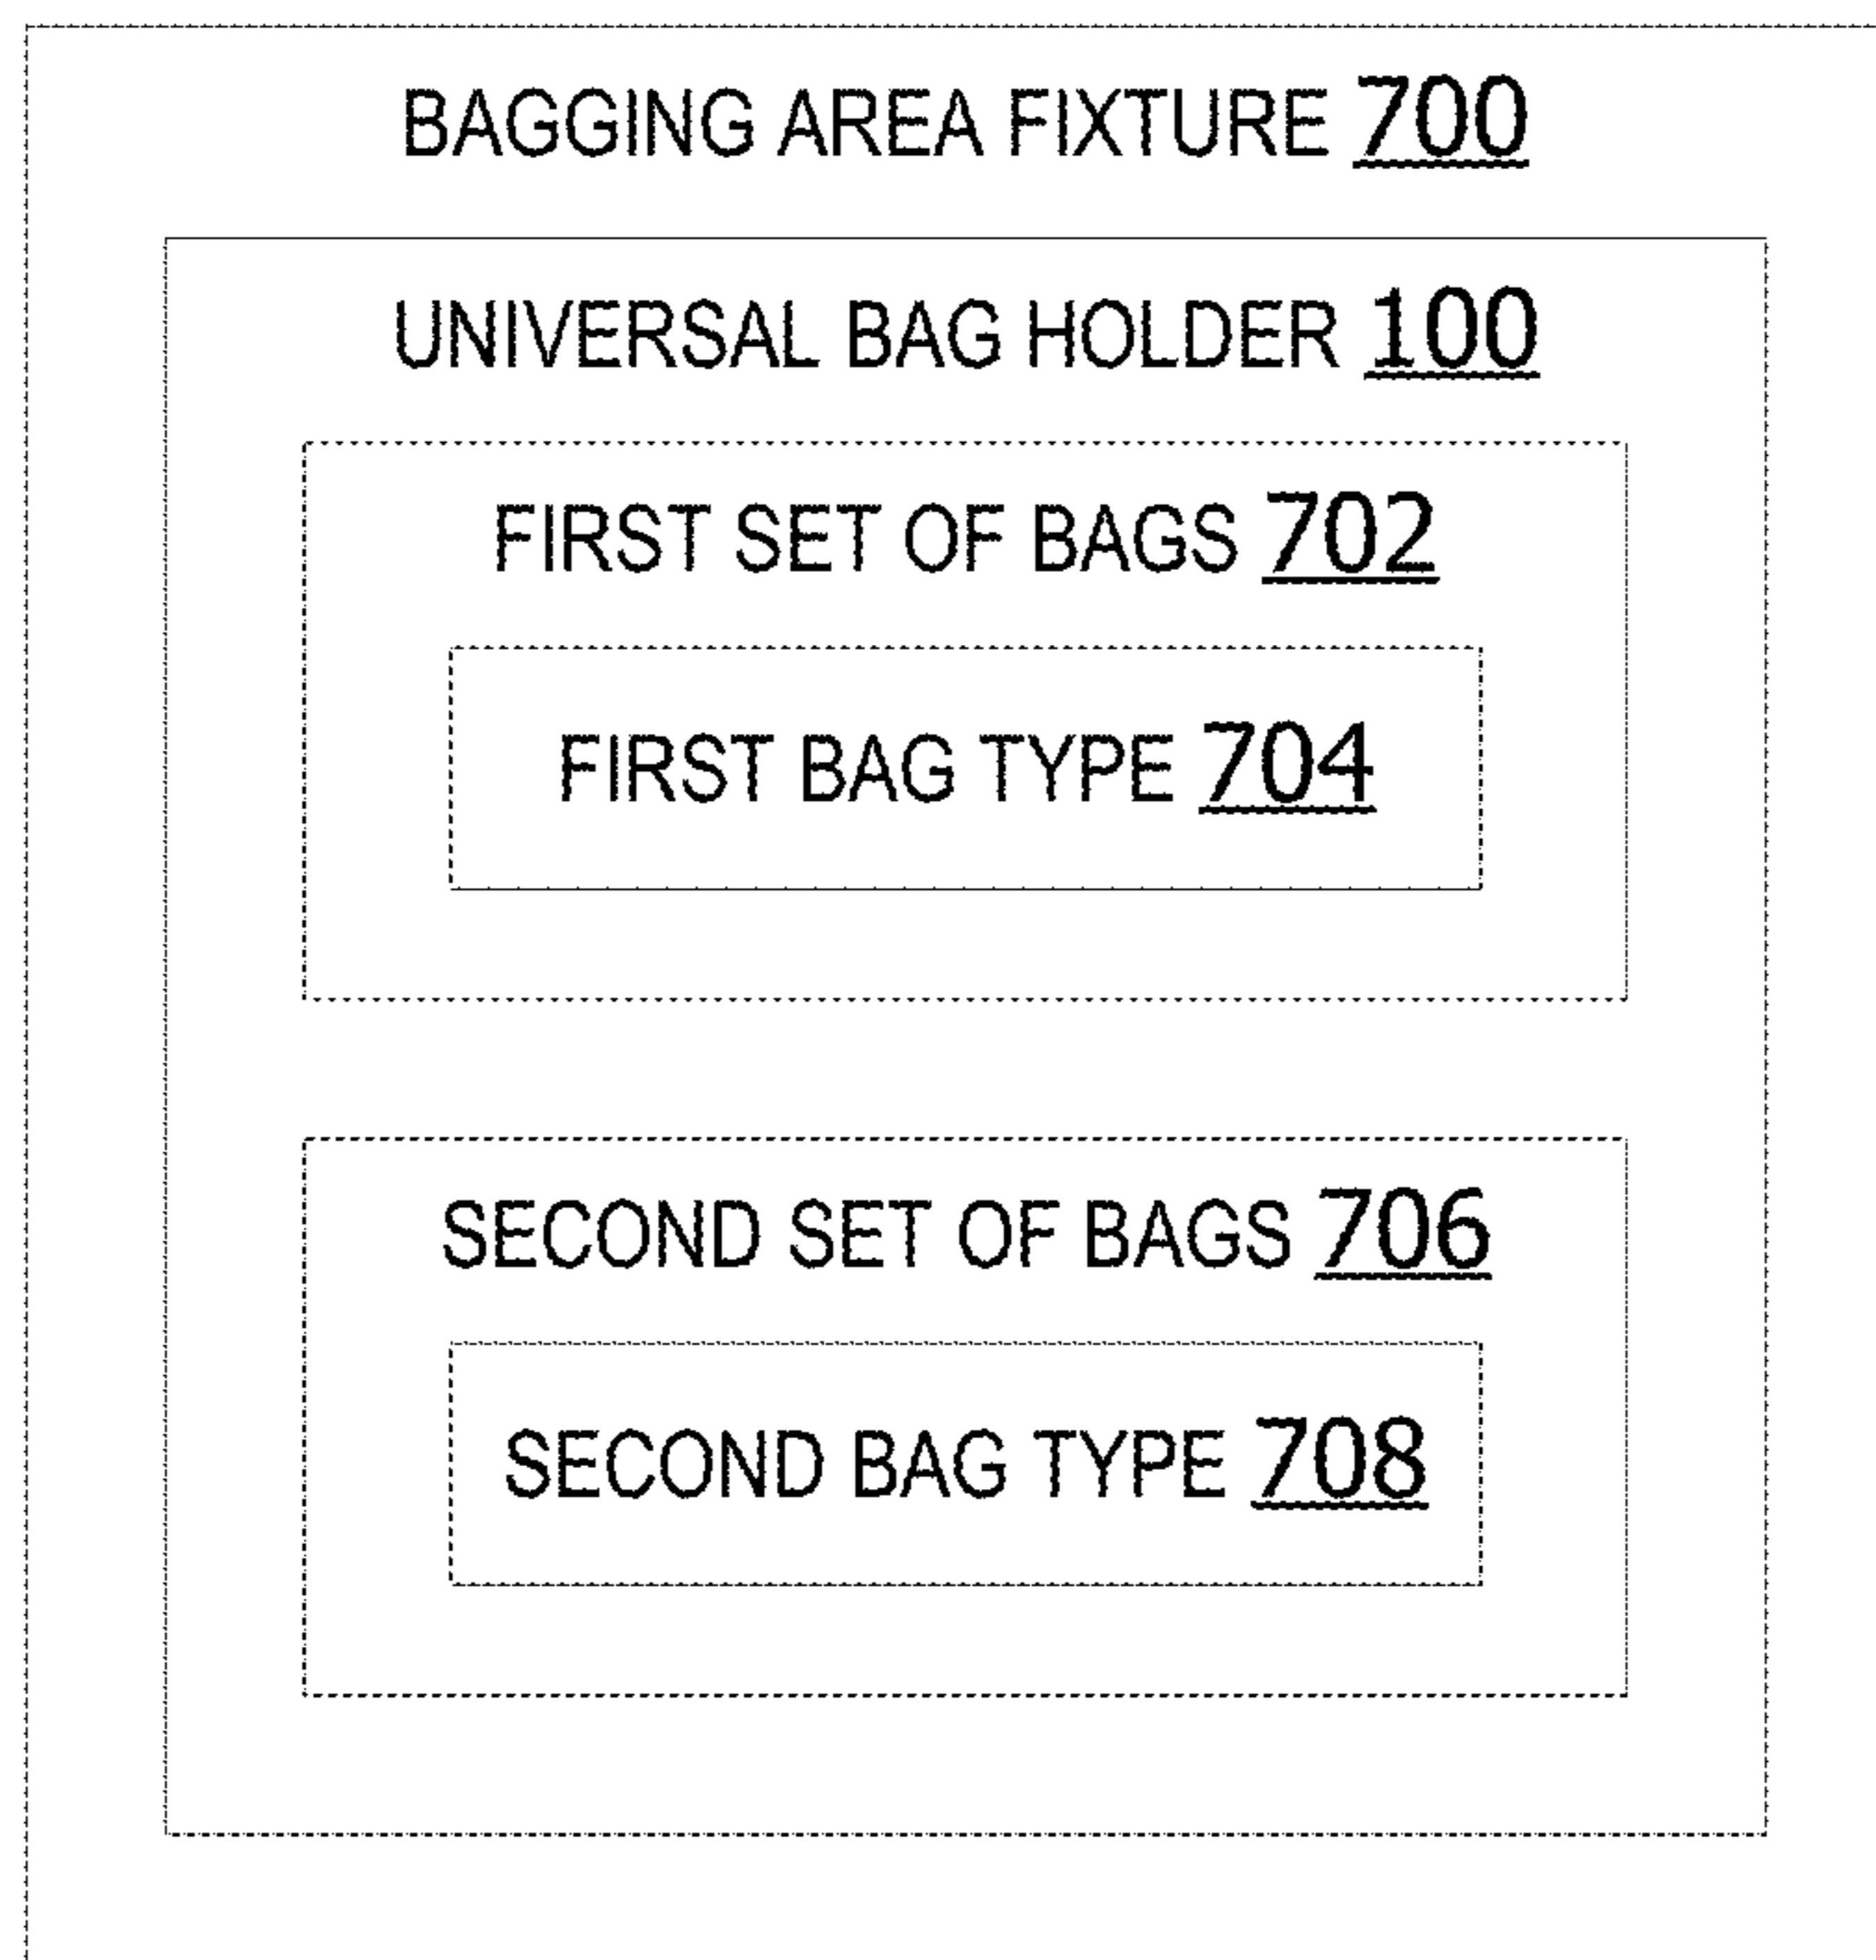 BAGGING AREA FIXTURE 700
UNIVERSAL BAG HOLDER 100
FIRST SET OF BAGS 702
FIRST BAG TYPE 704
SECOND SET OF BAGS 706
SECOND BAG TYPE 708